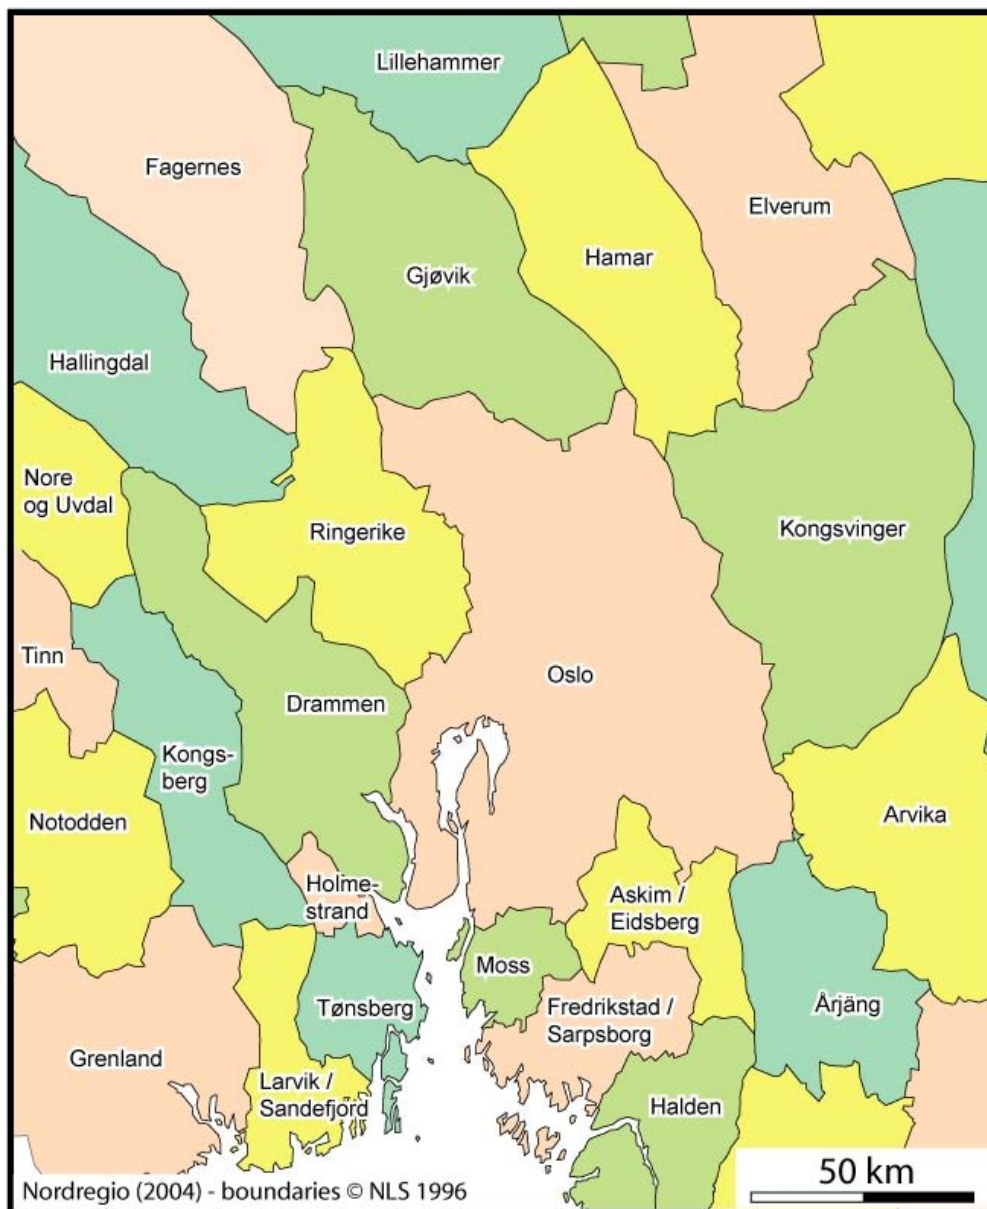 Lillehammer
Fagernes
Elverum
Hamar
Gjøvik
Hallingdal
Nore
og Uvdal
Ringerike
Kongsvinger
Tinn
Oslo
Drammen
Kongs-
berg
Notodden
Arvika
Holme-
strand
Askim /
Eidsberg
Moss
Tønsberg
Fredrikstad /
Sarpsborg
Årjäng
Grenland
Larvik /
Sandefjord
Halden
50 km
Nordregio (2004) - boundaries © NLS 1996